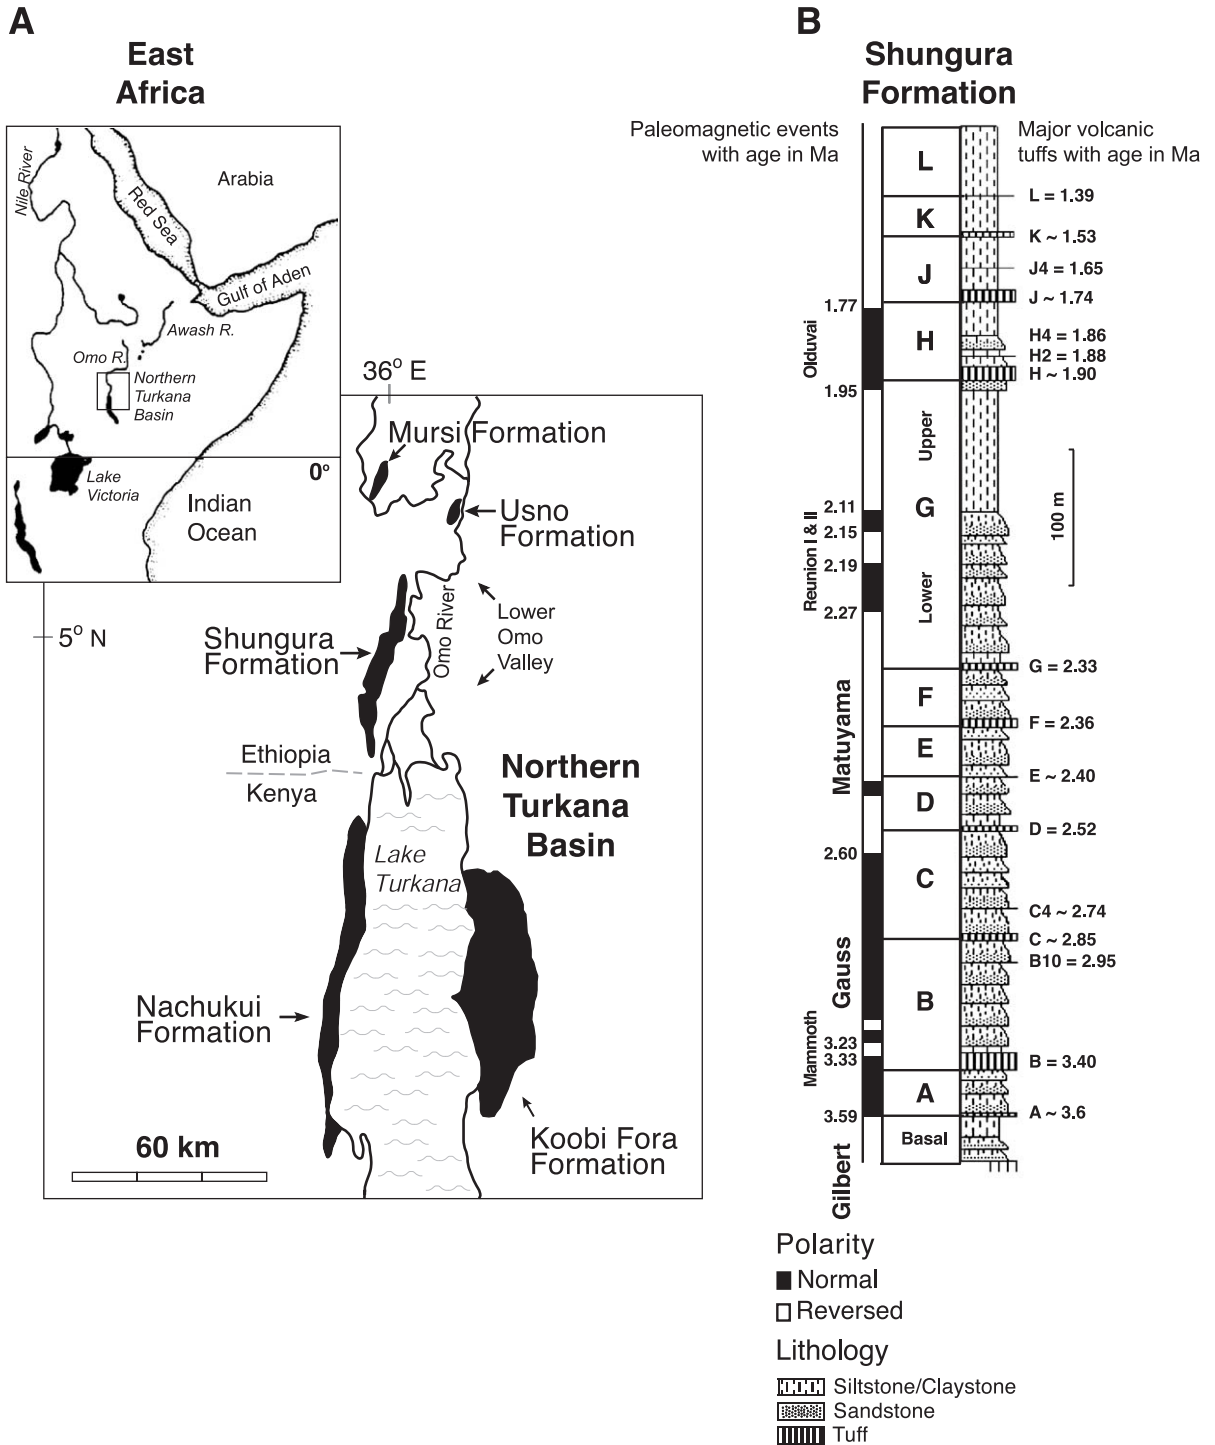 A
East
Africa
Nile River
Red Sea
Arabia
Gulf of Aden
Awash R.
Omo R.
Northern
Turkana
Basin
0°
Lake
Victoria
Indian
Ocean
36° E
Mursi Formation
Usno
Formation
5° N
Shungura
Formation
Omo River
Lower
Omo
Valley
Ethiopia
Kenya
Northern
Turkana
Basin
Lake
Turkana
Nachukui
Formation
Koobi Fora
Formation
60 km
B
Shungura
Formation
Paleomagnetic events
with age in Ma
Major volcanic
tuffs with age in Ma
1.77
Olduvai
1.95
2.11
2.15
Reunion I & II
2.19
2.27
Matuyama
2.60
Gauss
Mammoth
3.23
3.33
3.59
Gilbert
L
K
J
H
Upper
G
Lower
F
E
D
C
B
A
Basal
L = 1.39
K ~ 1.53
J4 = 1.65
J ~ 1.74
H4 = 1.86
H2 = 1.88
H ~ 1.90
100 m
G = 2.33
F = 2.36
E ~ 2.40
D = 2.52
C4 ~ 2.74
C ~ 2.85
B10 = 2.95
B = 3.40
A ~ 3.6
Polarity
Normal
Reversed
Lithology
Siltstone/Claystone
Sandstone
Tuff